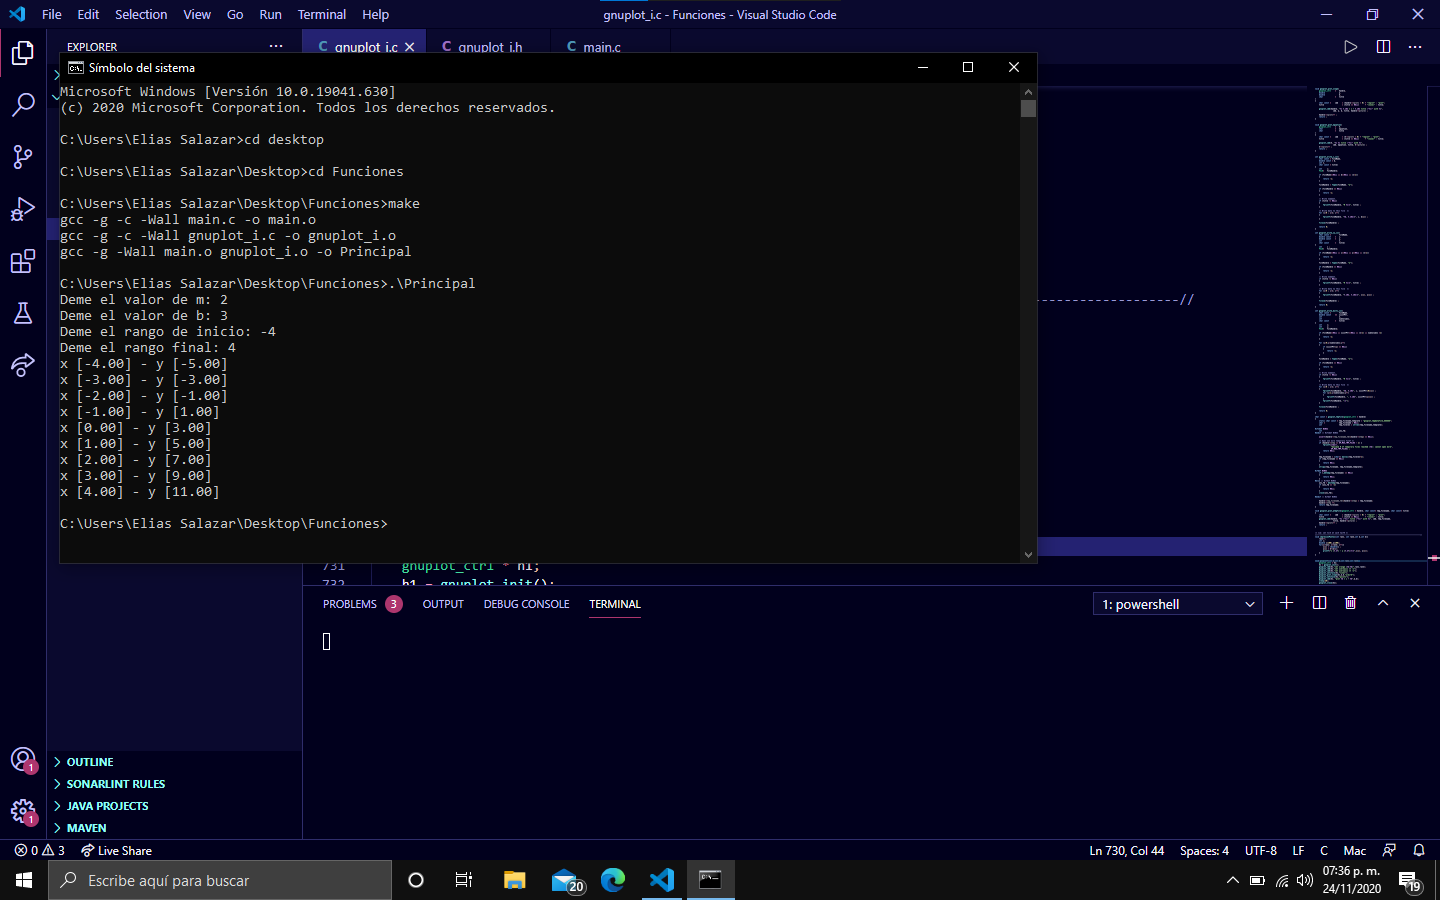 File Edit Selection View Go Run Terminal Help
gnuplot_i.c - Funciones - Visual Studio Code
EXPLORER
C gnuplot_i.c
C gnuplot_i.h
C main.c
Símbolo del sistema
Microsoft Windows [Versión 10.0.19041.630]
(c) 2020 Microsoft Corporation. Todos los derechos reservados.
C:\Users\Elias Salazar>cd desktop
C:\Users\Elias Salazar\Desktop>cd Funciones
C:\Users\Elias Salazar\Desktop\Funciones>make
gcc -g -c -Wall main.c -o main.o
gcc -g -c -Wall gnuplot_i.c -o gnuplot_i.o
gcc -g -Wall main.o gnuplot_i.o -o Principal
C:\Users\Elias Salazar\Desktop\Funciones>.\Principal
Deme el valor de m: 2
Deme el valor de b: 3
Deme el rango de inicio: -4
Deme el rango final: 4
x [-4.00] - y [-5.00]
x [-3.00] - y [-3.00]
x [-2.00] - y [-1.00]
x [-1.00] - y [1.00]
x [0.00] - y [3.00]
x [1.00] - y [5.00]
x [2.00] - y [7.00]
x [3.00] - y [9.00]
x [4.00] - y [11.00]
C:\Users\Elias Salazar\Desktop\Funciones>
------------------//
731 gnuplot_ctrl * h1;
732 h1 = gnuplot_init();
PROBLEMS 3 OUTPUT DEBUG CONSOLE TERMINAL
1: powershell
OUTLINE
SONARLINT RULES
JAVA PROJECTS
MAVEN
1
1
0 3 Live Share
Ln 730, Col 44 Spaces: 4 UTF-8 LF C Mac
Escribe aquí para buscar
20
07:36 p. m.
24/11/2020
19